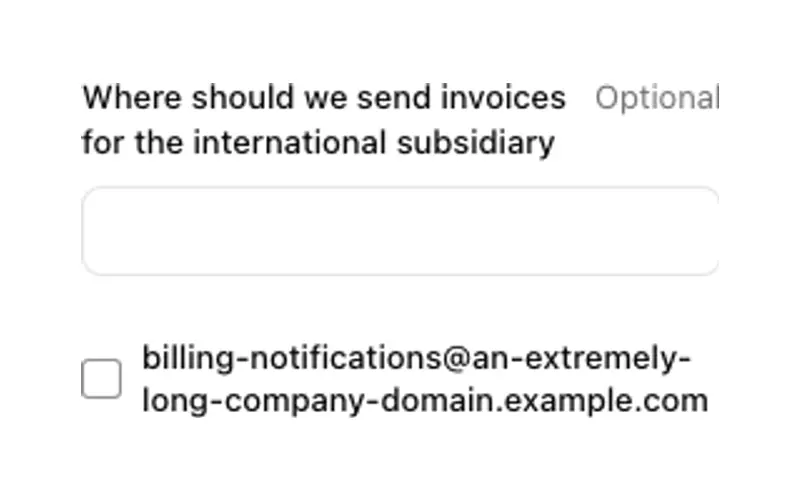 Where should we send invoices Optional
for the international subsidiary
billing-notifications@an-extremely-
long-company-domain.example.com